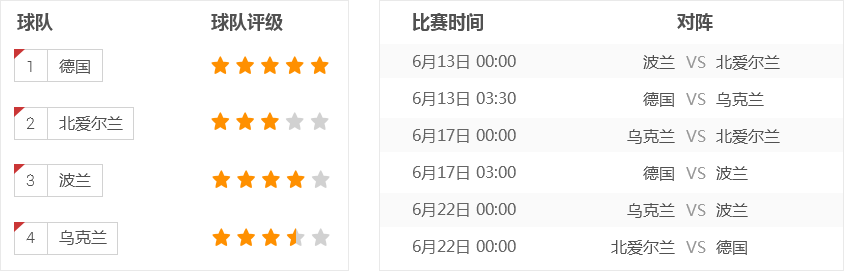 球队 球队评级
1 德国
2 北爱尔兰
3 波兰
4 乌克兰
比赛时间 对阵
6月13日 00:00 波兰 VS 北爱尔兰
6月13日 03:30 德国 VS 乌克兰
6月17日 00:00 乌克兰 VS 北爱尔兰
6月17日 03:00 德国 VS 波兰
6月22日 00:00 乌克兰 VS 波兰
6月22日 00:00 北爱尔兰 VS 德国